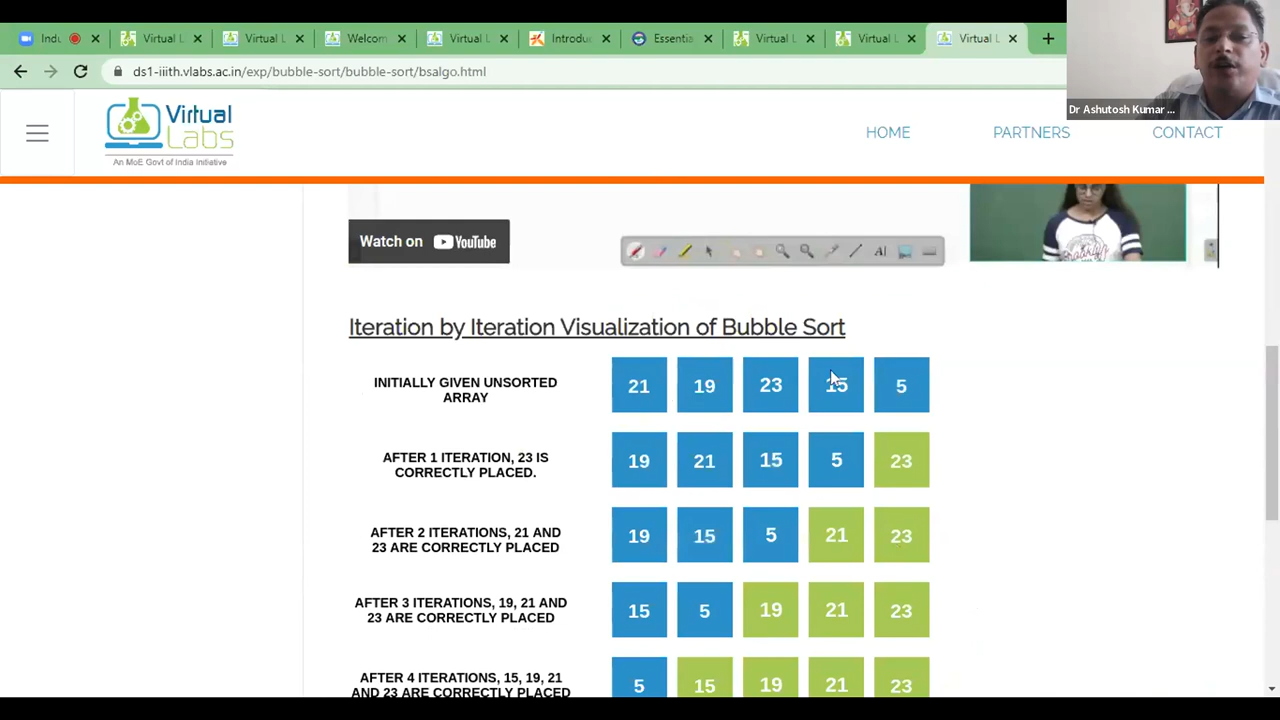 Indu
Virtual L
Virtual L
Welcom
Virtual L
Introduc
Essentia
Virtual L
Virtual L
Virtual L
ds1-iiith.vlabs.ac.in/exp/bubble-sort/bubble-sort/bsalgo.html
Dr Ashutosh Kumar ...
Virtual
Labs
An MoE Govt of India Initiative
HOME PARTNERS CONTACT
Watch on YouTube
AI
Iteration by Iteration Visualization of Bubble Sort
INITIALLY GIVEN UNSORTED
ARRAY
21 19 23 15 5
AFTER 1 ITERATION, 23 IS
CORRECTLY PLACED.
19 21 15 5 23
AFTER 2 ITERATIONS, 21 AND
23 ARE CORRECTLY PLACED
19 15 5 21 23
AFTER 3 ITERATIONS, 19, 21 AND
23 ARE CORRECTLY PLACED
15 5 19 21 23
AFTER 4 ITERATIONS, 15, 19, 21
AND 23 ARE CORRECTLY PLACED
5 15 19 21 23